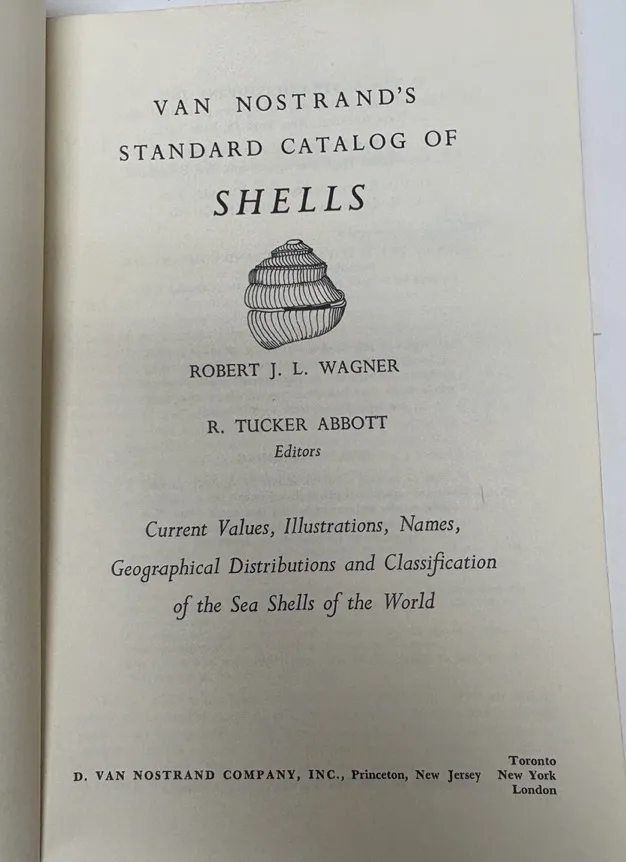 VAN NOSTRAND'S
STANDARD CATALOG OF
SHELLS
ROBERT J. L. WAGNER
R. TUCKER ABBOTT
Editors
Current Values, Illustrations, Names,
Geographical Distributions and Classification
of the Sea Shells of the World
D. VAN NOSTRAND COMPANY, INC., Princeton, New Jersey
Toronto
New York
London